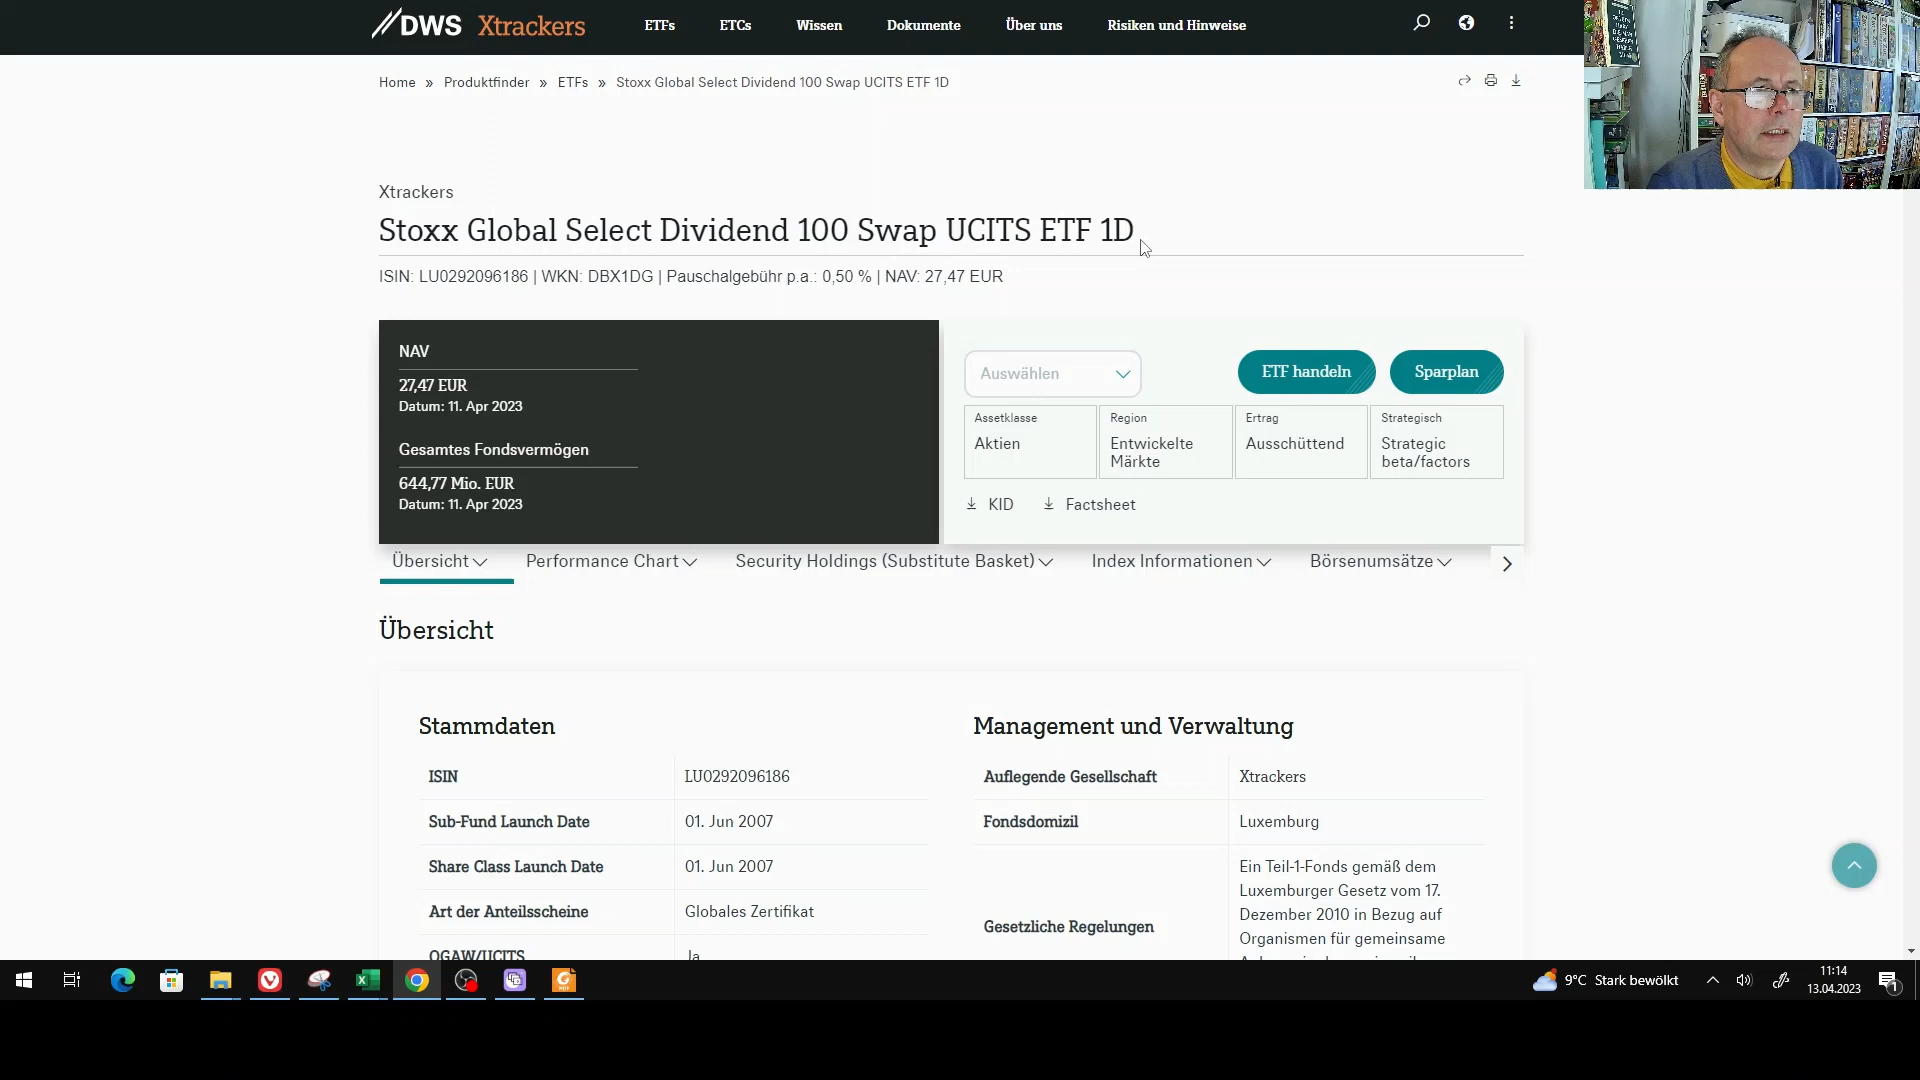 DWS Xtrackers
ETFs
ETCs
Wissen
Dokumente
Über uns
Risiken und Hinweise
Home » Produktfinder » ETFs » Stoxx Global Select Dividend 100 Swap UCITS ETF 1D
Xtrackers
Stoxx Global Select Dividend 100 Swap UCITS ETF 1D
ISIN: LU0292096186 | WKN: DBX1DG | Pauschalgebühr p.a.: 0,50 % | NAV: 27,47 EUR
NAV
27,47 EUR
Datum: 11. Apr 2023
Gesamtes Fondsvermögen
644,77 Mio. EUR
Datum: 11. Apr 2023
Auswählen
ETF handeln
Sparplan
Assetklasse
Aktien
Region
Entwickelte
Märkte
Ertrag
Ausschüttend
Strategisch
Strategic
beta/factors
KID
Factsheet
Übersicht
Performance Chart
Security Holdings (Substitute Basket)
Index Informationen
Börsenumsätze
Übersicht
Stammdaten
ISIN
LU0292096186
Sub-Fund Launch Date
01. Jun 2007
Share Class Launch Date
01. Jun 2007
Art der Anteilsscheine
Globales Zertifikat
OGAW/UCITS
Ja
Management und Verwaltung
Auflegende Gesellschaft
Xtrackers
Fondsdomizil
Luxemburg
Gesetzliche Regelungen
Ein Teil-1-Fonds gemäß dem
Luxemburger Gesetz vom 17.
Dezember 2010 in Bezug auf
Organismen für gemeinsame
9°C Stark bewölkt
11:14
13.04.2023
1